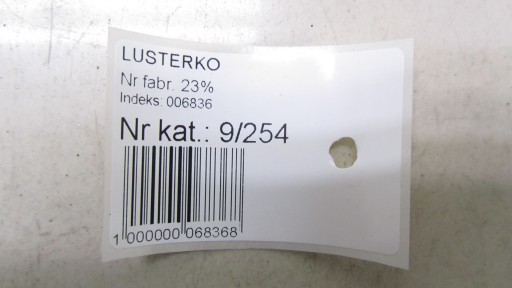 LUSTERKO
Nr fabr. 23%
Indeks: 006836
Nr kat.: 9/254
1 000000 068368